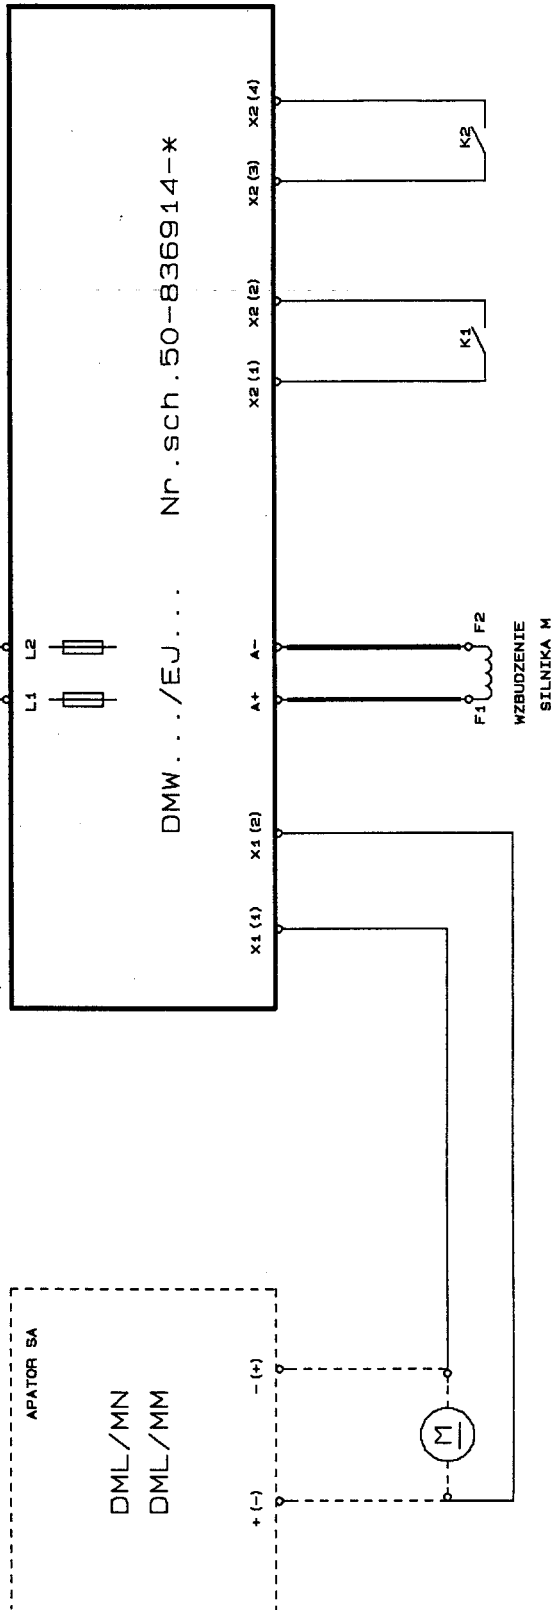 X2(4)
K2
X2(3)
X2(2)
K1
X2(1)
DMW.../EJ... Nr.sch.50-836914-*
L2
L1
A-
A+
F2
F1
WZBUDZENIE
SILNIKA M
X1(2)
X1(1)
APATOR SA
DML/MN
DML/MM
-(+)
+(-)
M